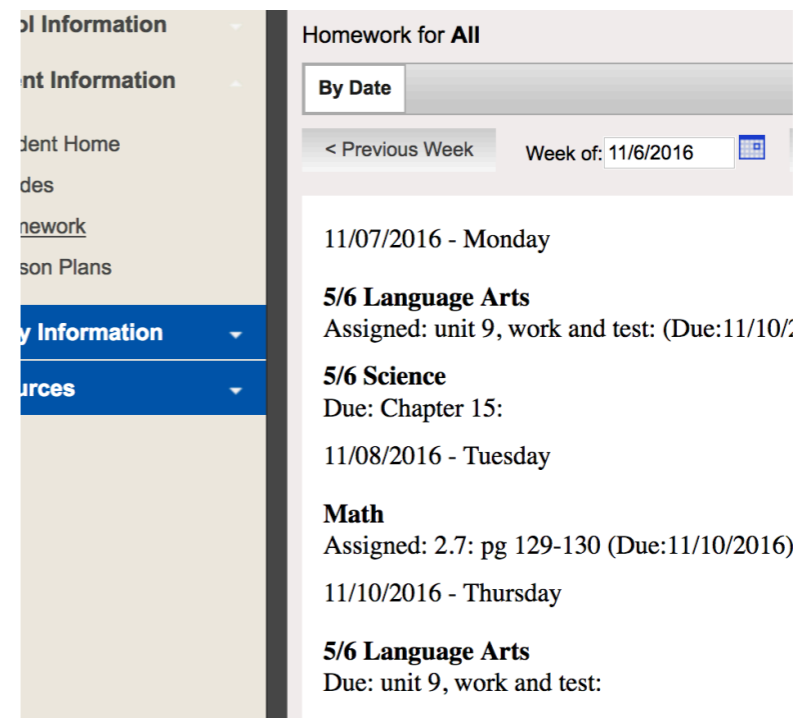 ol Information
nt Information
dent Home
des
nework
son Plans
y Information
urces
Homework for All
By Date
< Previous Week
Week of: 11/6/2016
11/07/2016 - Monday
5/6 Language Arts
Assigned: unit 9, work and test: (Due:11/10/2
5/6 Science
Due: Chapter 15:
11/08/2016 - Tuesday
Math
Assigned: 2.7: pg 129-130 (Due:11/10/2016)
11/10/2016 - Thursday
5/6 Language Arts
Due: unit 9, work and test: